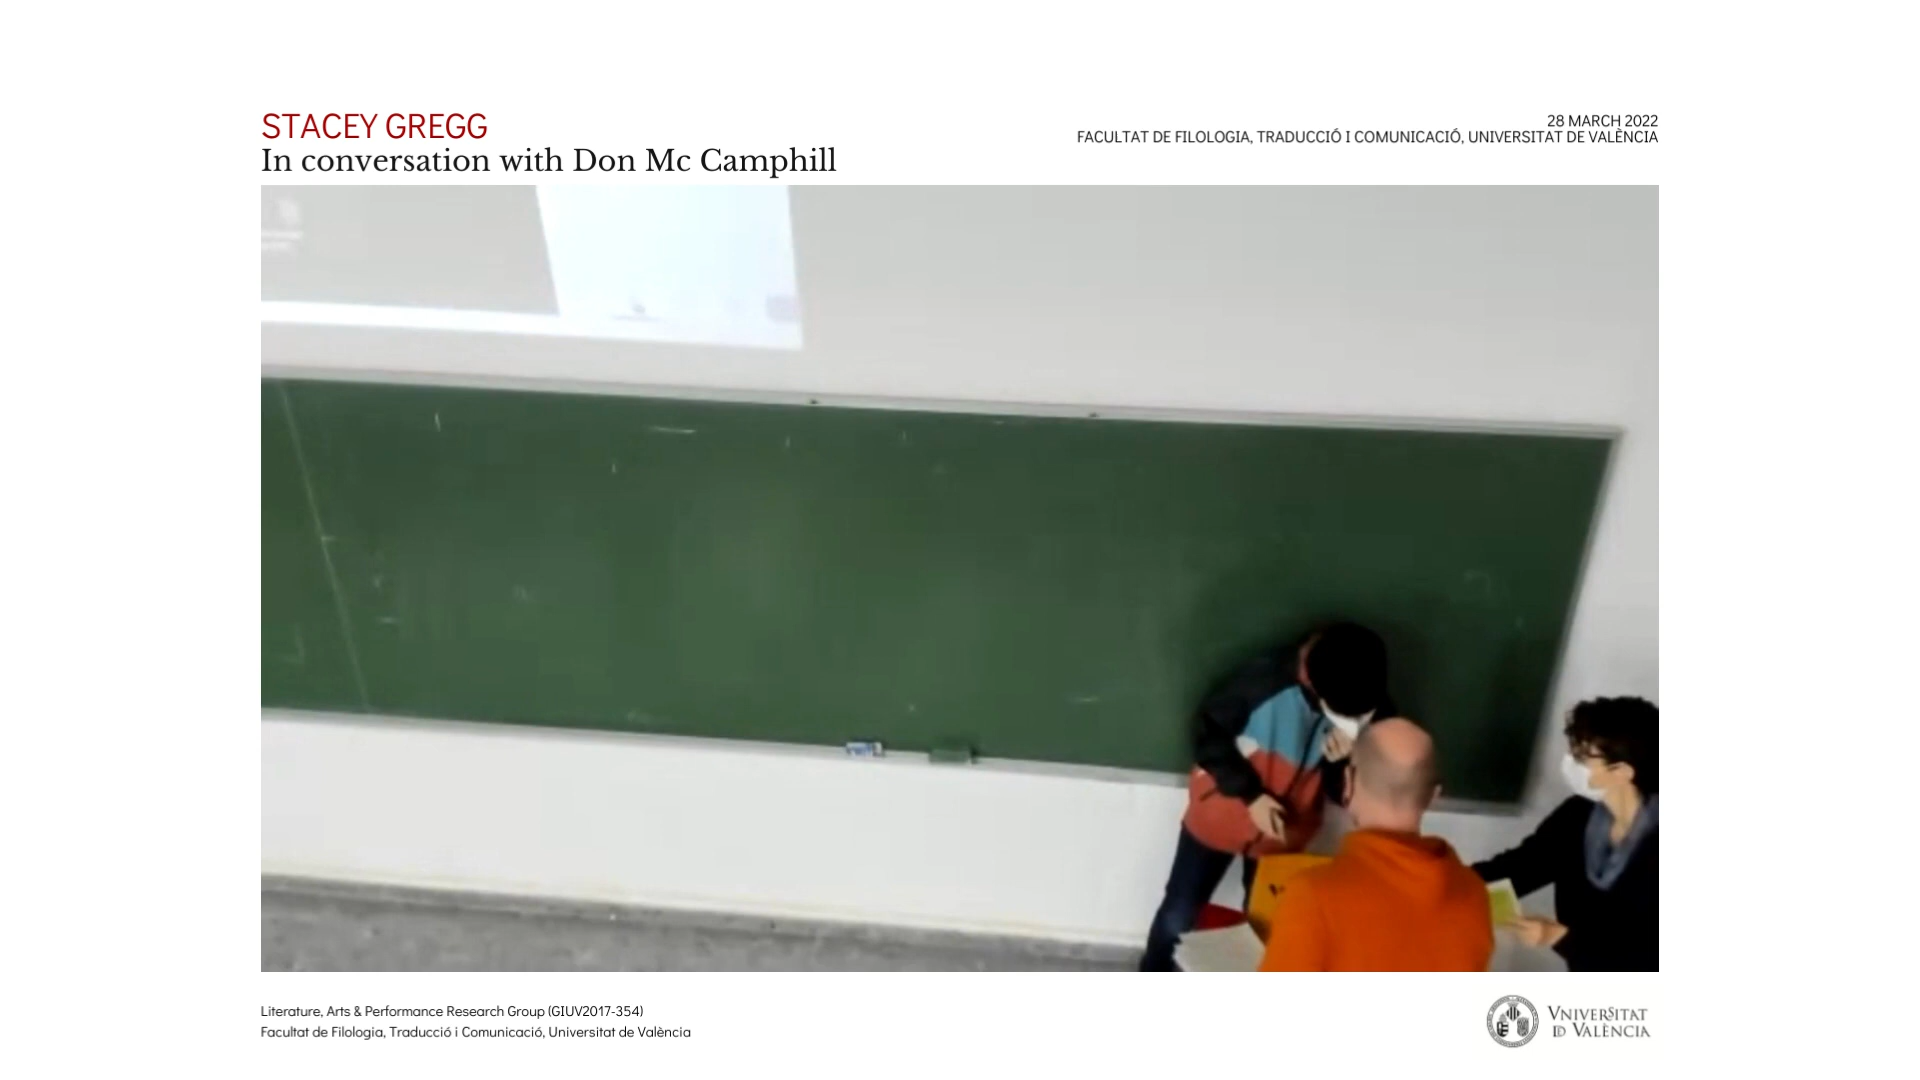 STACEY GREGG
In conversation with Don Mc Camphill
28 MARCH 2022
FACULTAT DE FILOLOGIA, TRADUCCIÓ I COMUNICACIÓ, UNIVERSITAT DE VALÈNCIA
Literature, Arts & Performance Research Group (GIUV2017-354)
Facultat de Filologia, Traducció i Comunicació, Universitat de València
VNIVERSITAT
ID VALÈNCIA